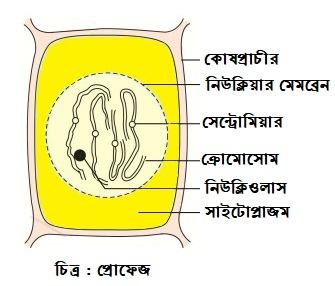 কোষপ্রাচীর
নিউক্লিয়ার মেমব্রেন
সেন্ট্রোমিয়ার
ক্রোমোসোম
নিউক্লিওলাস
সাইটোপ্লাজম
চিত্র : প্রোফেজ